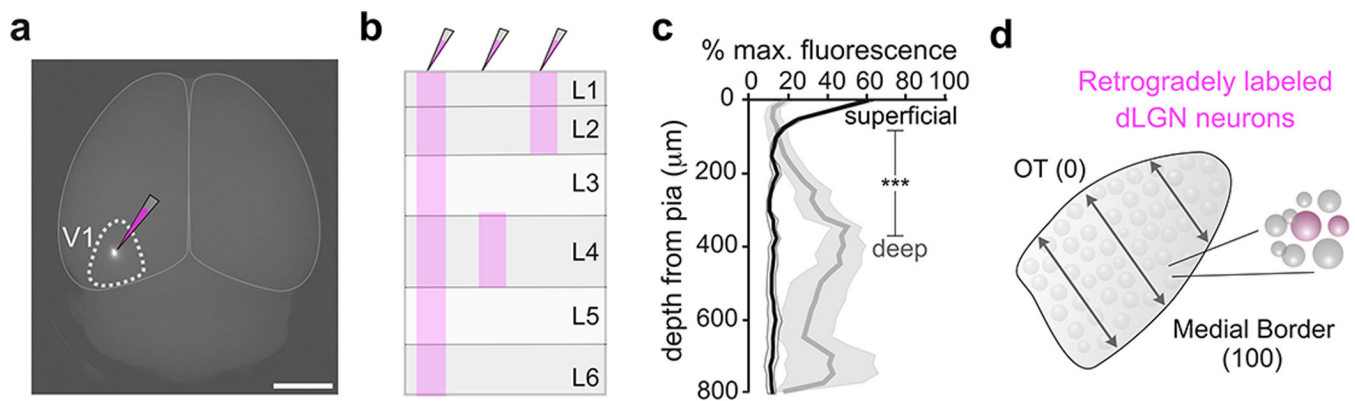 a
V1
b
L1
L2
L3
L4
L5
L6
c
% max. fluorescence
0 20 40 60 80 100
depth from pia (μm)
0
200
400
600
800
superficial
***
deep
d
Retrogradely labeled
dLGN neurons
OT (0)
Medial Border
(100)